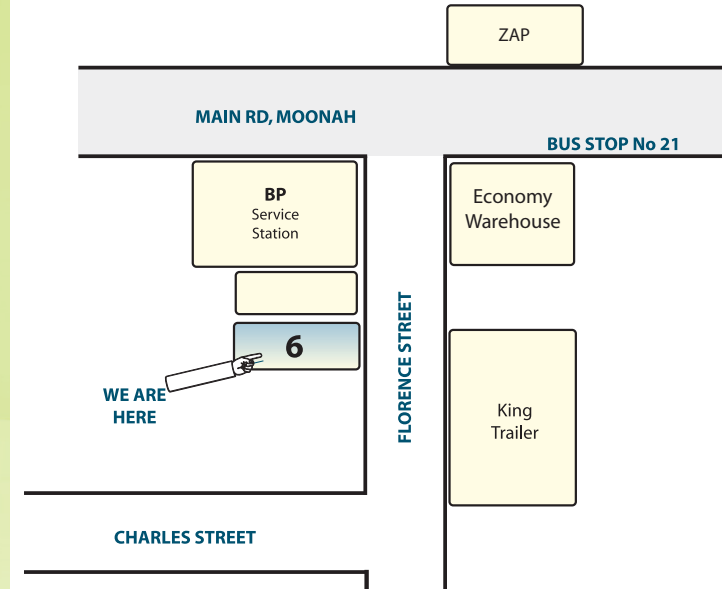 ZAP
MAIN RD, MOONAH
BUS STOP No 21
BP
Service
Station
Economy
Warehouse
6
FLORENCE STREET
WE ARE
HERE
King
Trailer
CHARLES STREET